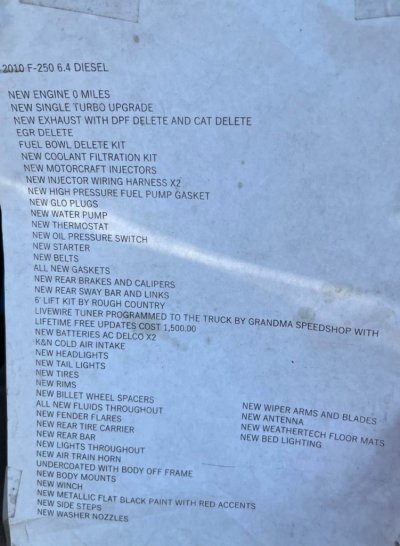 2010 F-250 6.4 DIESEL
NEW ENGINE 0 MILES
NEW SINGLE TURBO UPGRADE
NEW EXHAUST WITH DPF DELETE AND CAT DELETE
EGR DELETE
FUEL BOWL DELETE KIT
NEW COOLANT FILTRATION KIT
NEW MOTORCRAFT INJECTORS
NEW INJECTOR WIRING HARNESS X2
NEW HIGH PRESSURE FUEL PUMP GASKET
NEW GLO PLUGS
NEW WATER PUMP
NEW THERMOSTAT
NEW OIL PRESSURE SWITCH
NEW STARTER
NEW BELTS
ALL NEW GASKETS
NEW REAR BRAKES AND CALIPERS
NEW REAR SWAY BAR AND LINKS
6' LIFT KIT BY ROUGH COUNTRY
LIVEWIRE TUNER PROGRAMMED TO THE TRUCK BY GRANDMA SPEEDSHOP WITH
LIFETIME FREE UPDATES COST 1,500.00
NEW BATTERIES AC DELCO X2
K&N COLD AIR INTAKE
NEW HEADLIGHTS
NEW TAIL LIGHTS
NEW TIRES
NEW RIMS
NEW BILLET WHEEL SPACERS
ALL NEW FLUIDS THROUGHOUT
NEW FENDER FLARES
NEW REAR TIRE CARRIER
NEW REAR BAR
NEW LIGHTS THROUGHOUT
NEW AIR TRAIN HORN
UNDERCOATED WITH BODY OFF FRAME
NEW BODY MOUNTS
NEW WINCH
NEW METALLIC FLAT BLACK PAINT WITH RED ACCENTS
NEW SIDE STEPS
NEW WASHER NOZZLES
NEW WIPER ARMS AND BLADES
NEW ANTENNA
NEW WEATHERTECH FLOOR MATS
NEW BED LIGHTING